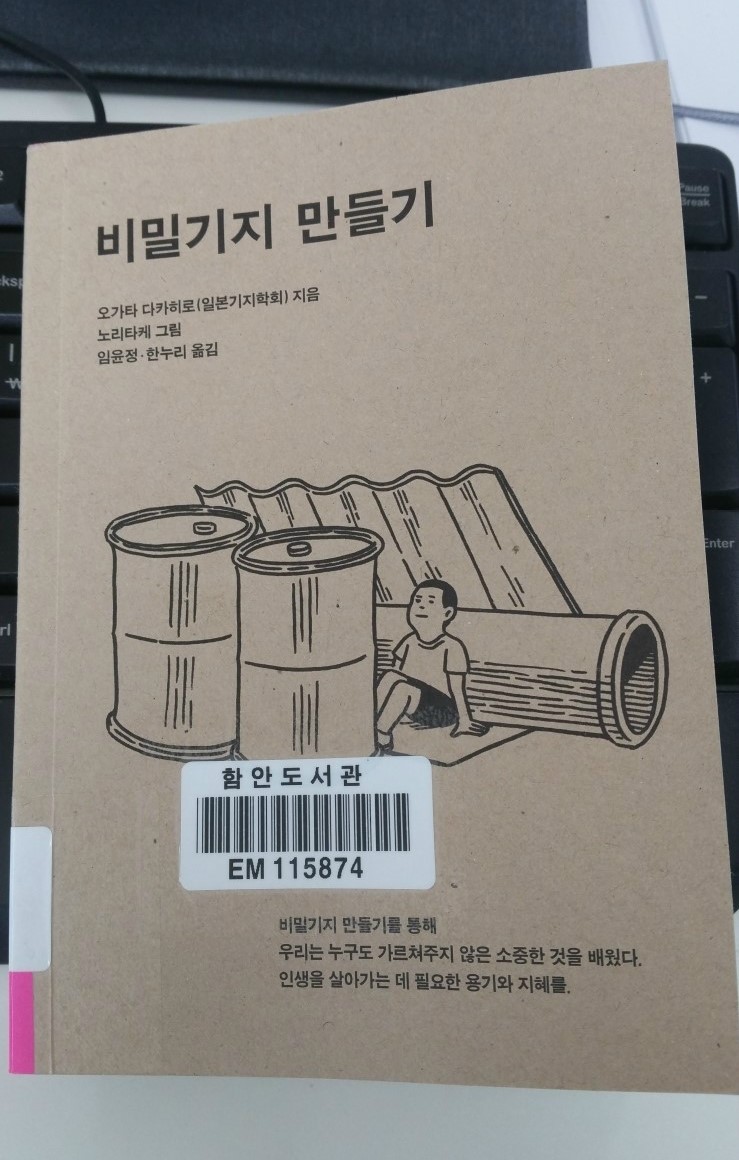 비밀기지 만들기
오가타 다카히로(일본기지학회) 지음
노리타케 그림
임윤정·한누리 옮김
함안도서관
EM 115874
비밀기지 만들기를 통해
우리는 누구도 가르쳐주지 않은 소중한 것을 배웠다.
인생을 살아가는 데 필요한 용기와 지혜를.
Pause
Break
Enter